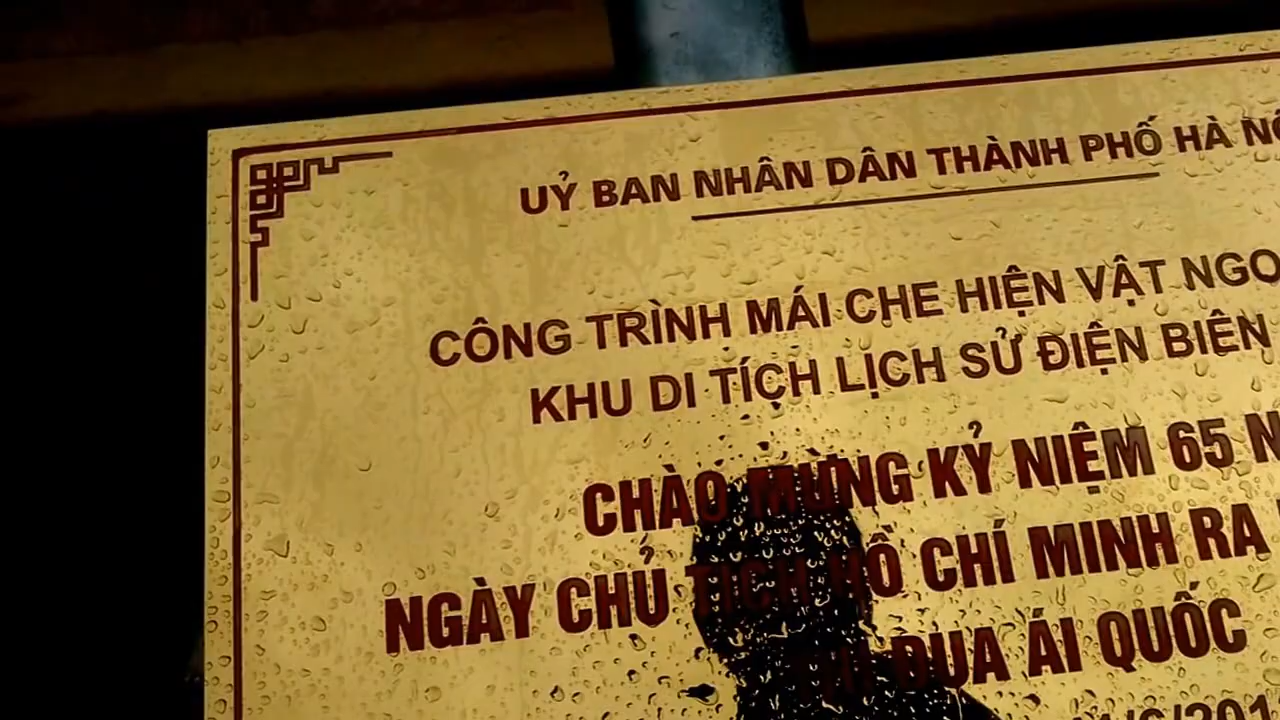 UỶ BAN NHÂN DÂN THÀNH PHỐ HÀ
CÔNG TRÌNH MÁI CHE HIỆN VẬT
KHU DI TÍCH LỊCH SỬ ĐIỆN BIÊN
CHÀO MỪNG KỶ NIỆM 65
NGÀY CHỦ TỊCH HỒ CHÍ MINH RA
THI ĐUA ÁI QUỐC